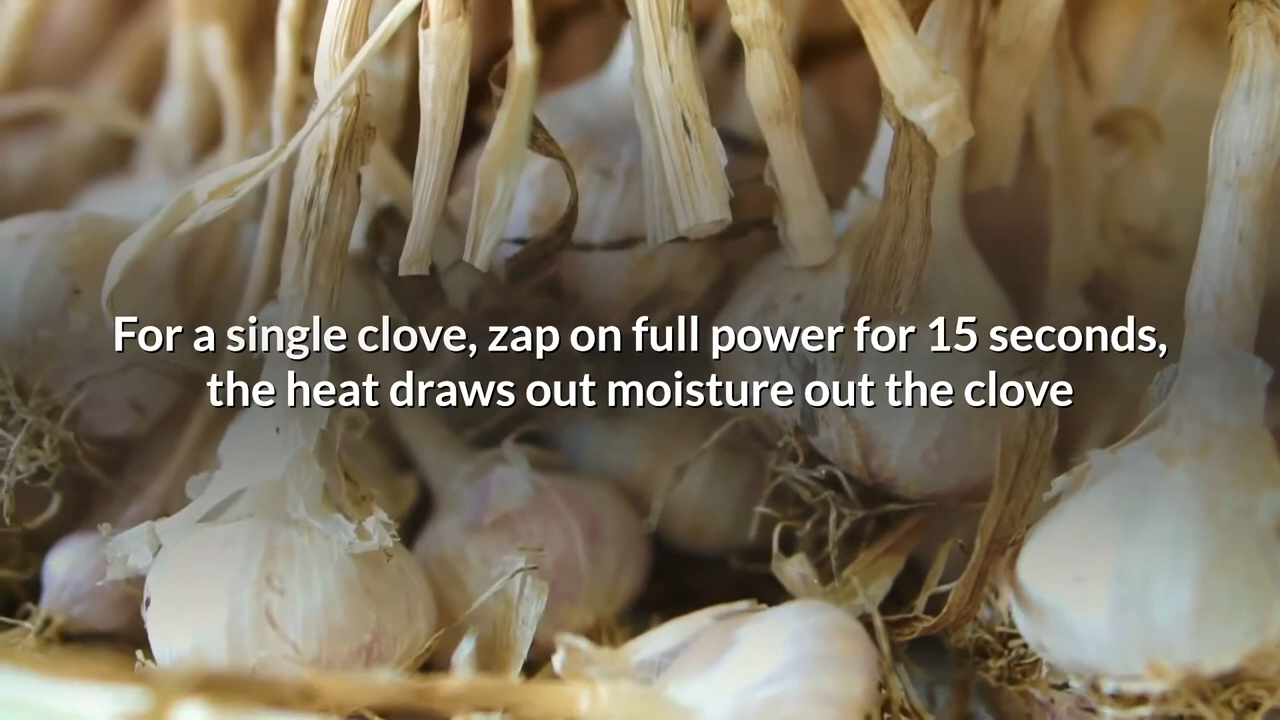 For a single clove, zap on full power for 15 seconds,
the heat draws out moisture out the clove